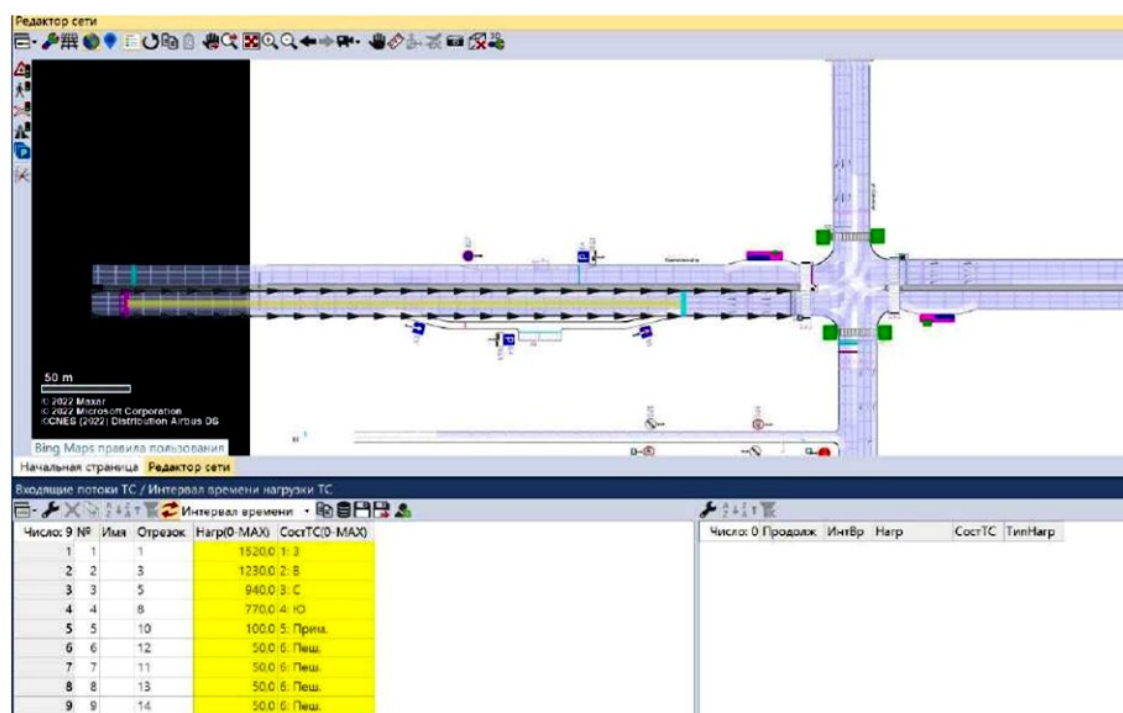 Редактор сети
50 m
© 2022 Maxar
© 2022 Microsoft Corporation
©CNES (2022) Distribution Airbus DS
Bing Maps правила пользования
Начальная страница Редактор сети
Входящие потоки ТС / Интервал времени нагрузки ТС
Интервал времени
Число: 9 № Имя Отрезок Нагр(0-MAX) СостТС(0-MAX)
1 1 1 1520,0 1: З
2 2 3 1230,0 2: В
3 3 5 940,0 3: С
4 4 8 770,0 4: Ю
5 5 10 100,0 5: Прим.
6 6 12 50,0 6: Пеш.
7 7 11 50,0 6: Пеш.
8 8 13 50,0 6: Пеш.
9 9 14 50,0 6: Пеш.
Число: 0 Продолж ИнтВр Нагр СостТС ТипНагр